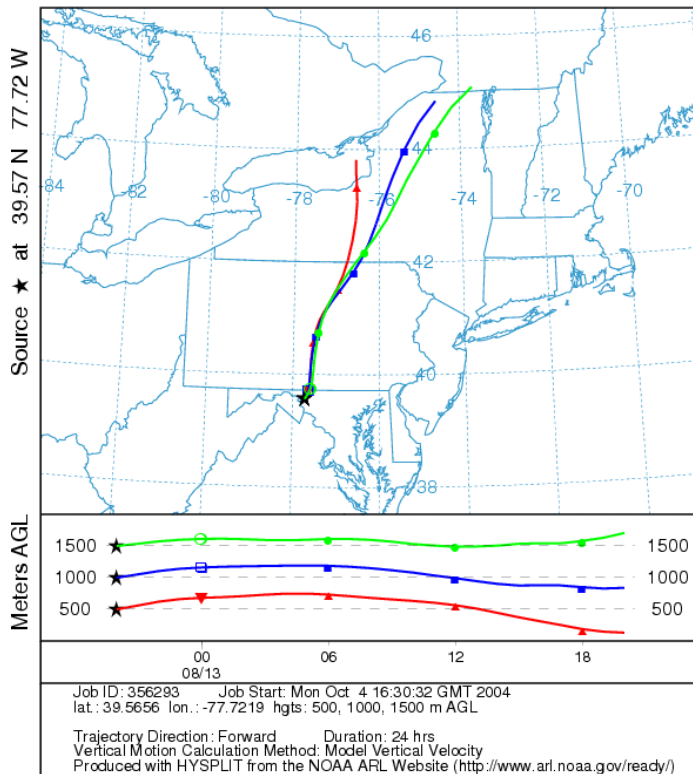 Source ★ at 39.57 N 77.72 W
46
44
-84
-82
-80
-78
-76
-74
-72
-70
42
40
38
Meters AGL
1500 1500
1000 1000
500 500
00 06 12 18
08/13
Job ID: 356293 Job Start: Mon Oct 4 16:30:32 GMT 2004
lat.: 39.5656 lon.: -77.7219 hgts: 500, 1000, 1500 m AGL
Trajectory Direction: Forward Duration: 24 hrs
Vertical Motion Calculation Method: Model Vertical Velocity
Produced with HYSPLIT from the NOAA ARL Website (http://www.arl.noaa.gov/ready/)